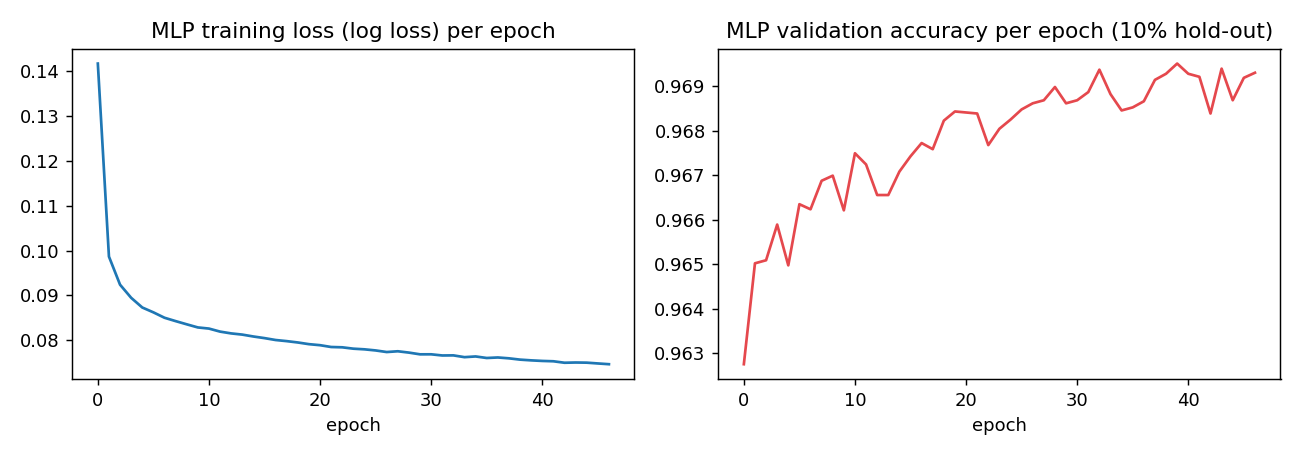 MLP training loss (log loss) per epoch
0.14
0.13
0.12
0.11
0.10
0.09
0.08
0 10 20 30 40
epoch
MLP validation accuracy per epoch (10% hold-out)
0.969
0.968
0.967
0.966
0.965
0.964
0.963
0 10 20 30 40
epoch